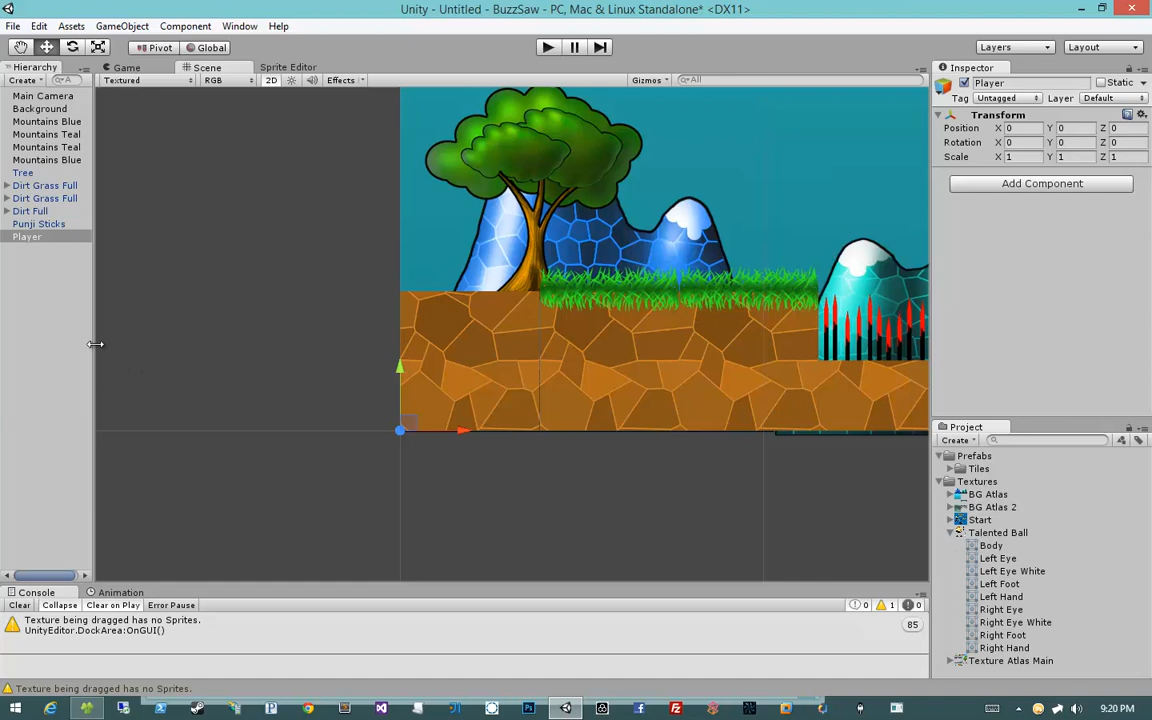 Unity - Untitled - BuzzSaw - PC, Mac & Linux Standalone* <DX11>
File Edit Assets GameObject Component Window Help
Pivot Global Layers Layout
Hierarchy Game Scene Sprite Editor Inspector
Create A Textured RGB 2D Effects Gizmos All
Player Static
Tag Untagged Layer Default
Transform
Position X 0 Y 0 Z 0
Rotation X 0 Y 0 Z 0
Scale X 1 Y 1 Z 1
Add Component
Main Camera
Background
Mountains Blue
Mountains Teal
Mountains Teal
Mountains Blue
Tree
Dirt Grass Full
Dirt Grass Full
Dirt Full
Punji Sticks
Player
Project
Create
Prefabs
Tiles
Textures
BG Atlas
BG Atlas 2
Start
Talented Ball
Body
Left Eye
Left Eye White
Left Foot
Left Hand
Right Eye
Right Eye White
Right Foot
Right Hand
Texture Atlas Main
Console Animation
Clear Collapse Clear on Play Error Pause 0 1 0
Texture being dragged has no Sprites.
UnityEditor.DockArea:OnGUI()
85
Texture being dragged has no Sprites.
9:20 PM